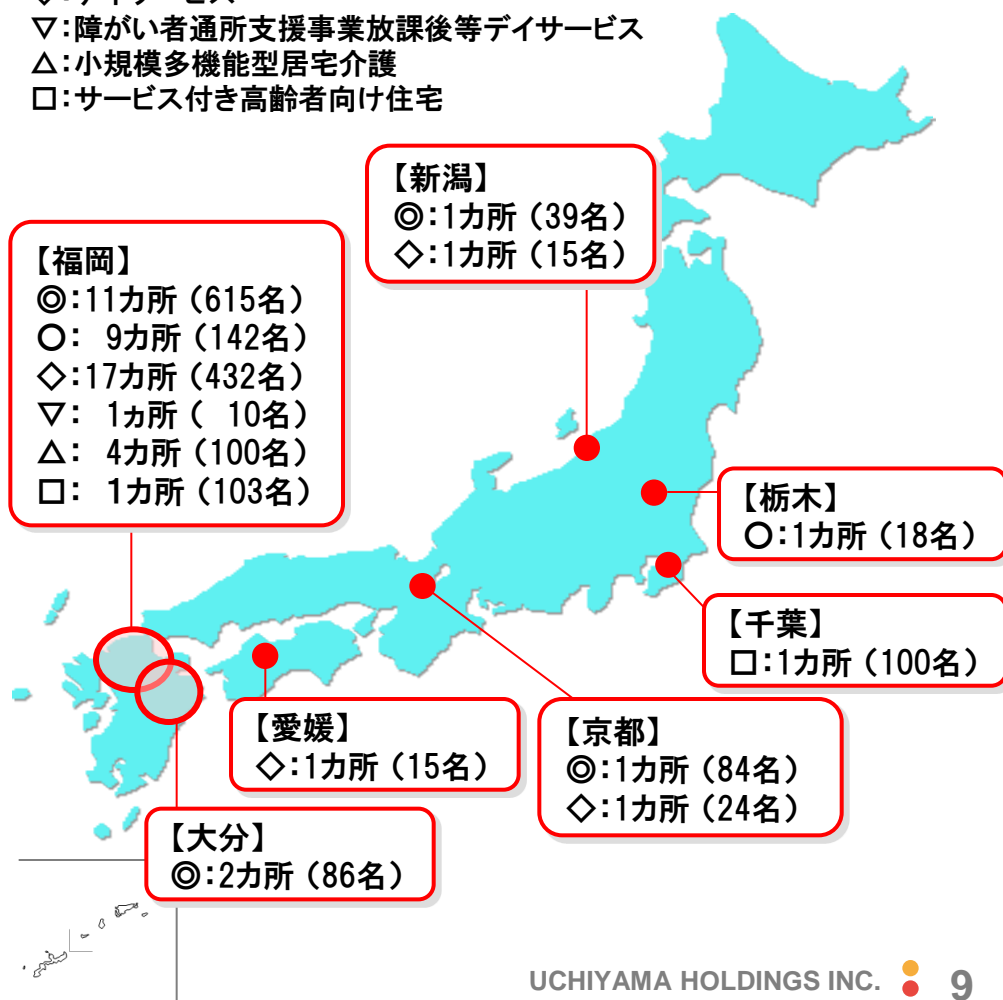 ▽:障がい者通所支援事業放課後等デイサービス
△:小規模多機能型居宅介護
□:サービス付き高齢者向け住宅
【新潟】
◎:1カ所(39名)
◇:1カ所(15名)
【福岡】
◎:11カ所(615名)
○: 9カ所(142名)
◇:17カ所(432名)
▽: 1ヵ所( 10名)
△: 4カ所(100名)
□: 1カ所(103名)
【栃木】
○:1カ所(18名)
【千葉】
□:1カ所(100名)
【愛媛】
◇:1カ所(15名)
【京都】
◎:1カ所(84名)
◇:1カ所(24名)
【大分】
◎:2カ所(86名)
UCHIYAMA HOLDINGS INC. 9